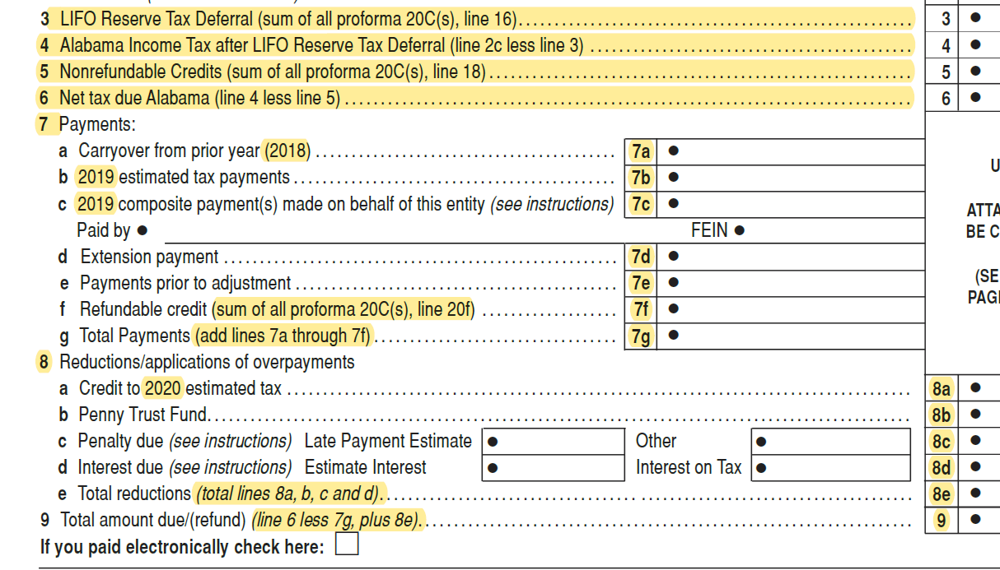 3 LIFO Reserve Tax Deferral (sum of all proforma 20C(s), line 16) 3 •
4 Alabama Income Tax after LIFO Reserve Tax Deferral (line 2c less line 3) 4 •
5 Nonrefundable Credits (sum of all proforma 20C(s), line 18) 5 •
6 Net tax due Alabama (line 4 less line 5) 6 •
7 Payments:
a Carryover from prior year (2018) 7a •
b 2019 estimated tax payments 7b •
U
c 2019 composite payment(s) made on behalf of this entity (see instructions) 7c •
ATTA
Paid by • FEIN •
BE C
d Extension payment 7d •
e Payments prior to adjustment 7e •
(SE
f Refundable credit (sum of all proforma 20C(s), line 20f) 7f •
PAG
g Total Payments (add lines 7a through 7f) 7g •
8 Reductions/applications of overpayments
a Credit to 2020 estimated tax 8a •
b Penny Trust Fund 8b •
c Penalty due (see instructions) Late Payment Estimate • Other • 8c •
d Interest due (see instructions) Estimate Interest • Interest on Tax • 8d •
e Total reductions (total lines 8a, b, c and d). 8e •
9 Total amount due/(refund) (line 6 less 7g, plus 8e). 9 •
If you paid electronically check here: